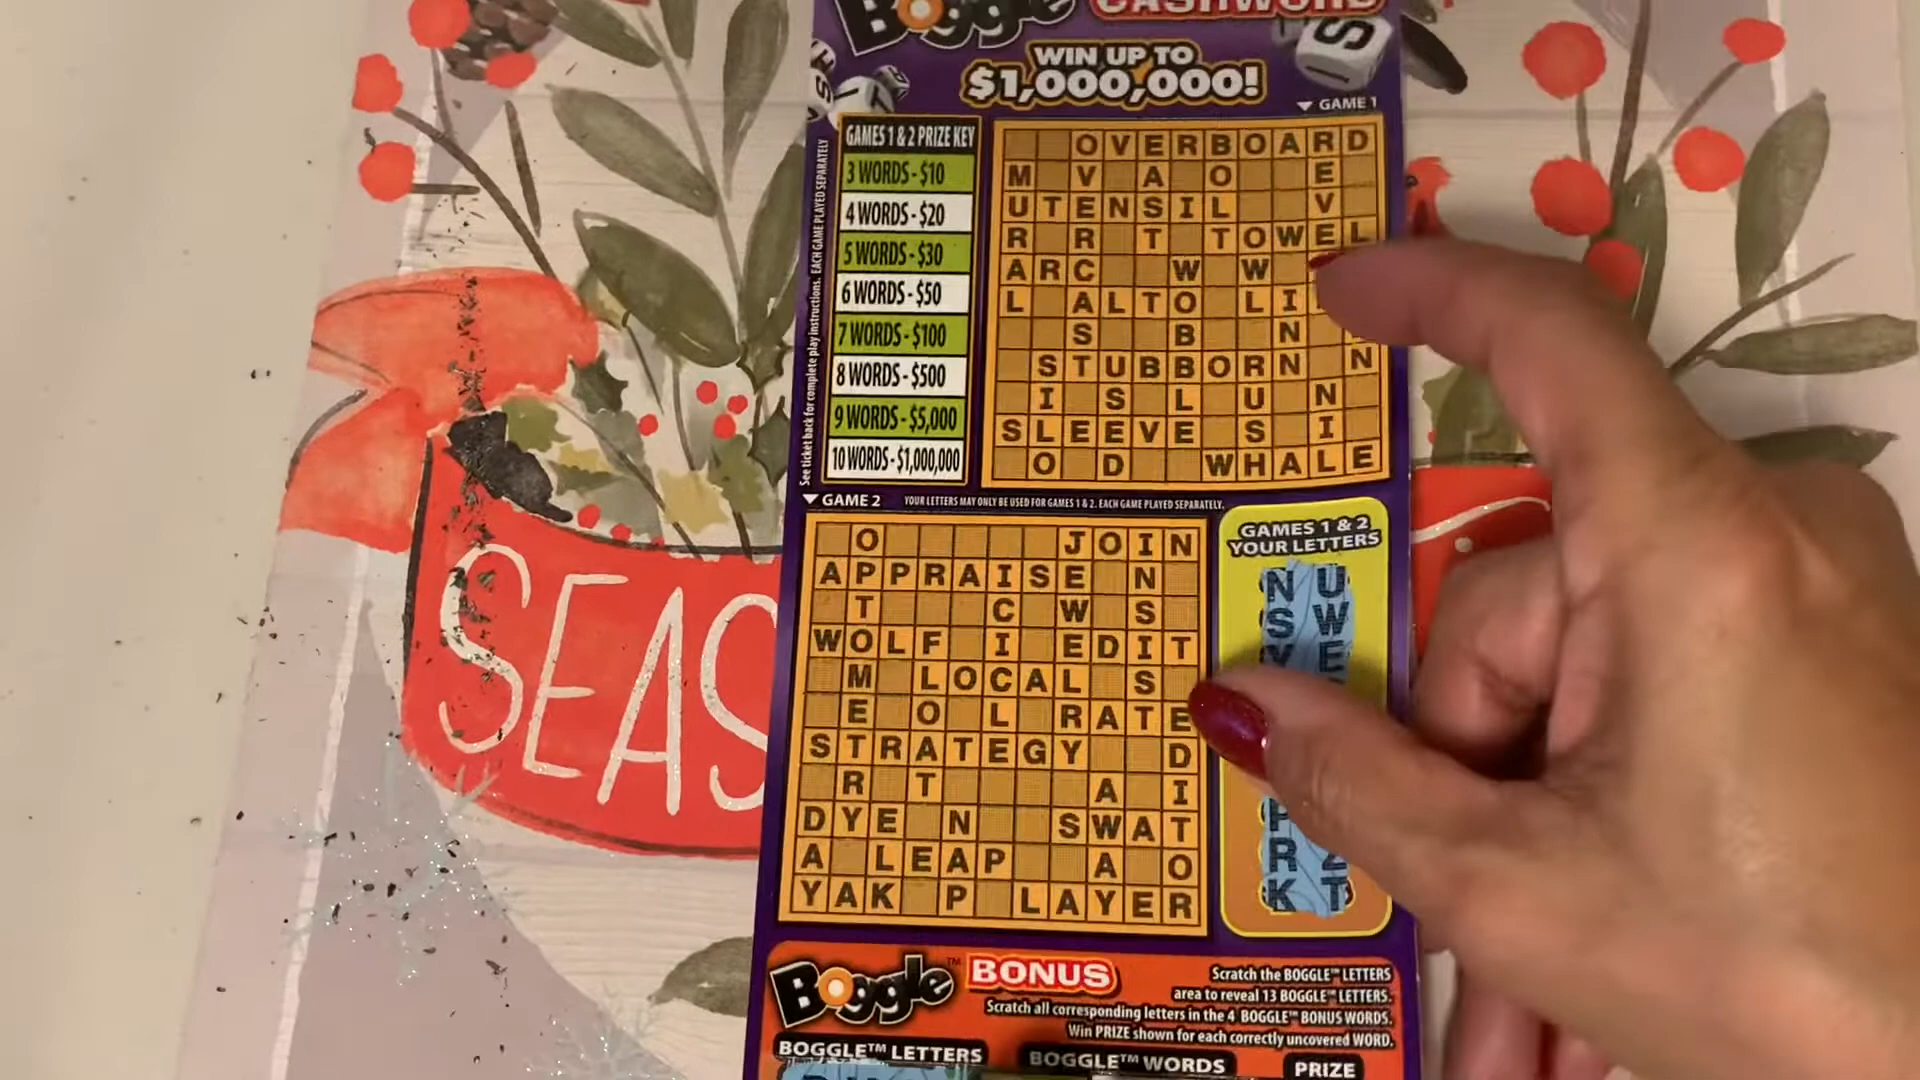 Boggle CASHWORD
WIN UP TO
$1,000,000!
GAME 1
GAMES 1 & 2 PRIZE KEY
3 WORDS - $10
4 WORDS - $20
5 WORDS - $30
6 WORDS - $50
7 WORDS - $100
8 WORDS - $500
9 WORDS - $5,000
10 WORDS - $1,000,000
See ticket back for complete play instructions. EACH GAME PLAYED SEPARATELY
OVERBOARD
M V A O E
UTENSIL V
R R T TOWEL
ARC W W
L ALTO LI
S B N
STUBBORN N
I S L U N
SLEEVE S I
O D WHALE
GAME 2 YOUR LETTERS MAY ONLY BE USED FOR GAMES 1 & 2. EACH GAME PLAYED SEPARATELY.
O JOIN
APPRAISE N
T C W S
WOLF I EDIT
M LOCAL S
E O L RATE
STRATEGY D
R T A I
DYE N SWAT
A LEAP A O
YAK P LAYER
GAMES 1 & 2
YOUR LETTERS
N U
S W
E
R Z
K T
SEAS
Boggle™ BONUS
Scratch the BOGGLE™ LETTERS
area to reveal 13 BOGGLE™ LETTERS.
Scratch all corresponding letters in the 4 BOGGLE™ BONUS WORDS.
Win PRIZE shown for each correctly uncovered WORD.
BOGGLE™ LETTERS
BOGGLE™ WORDS
PRIZE